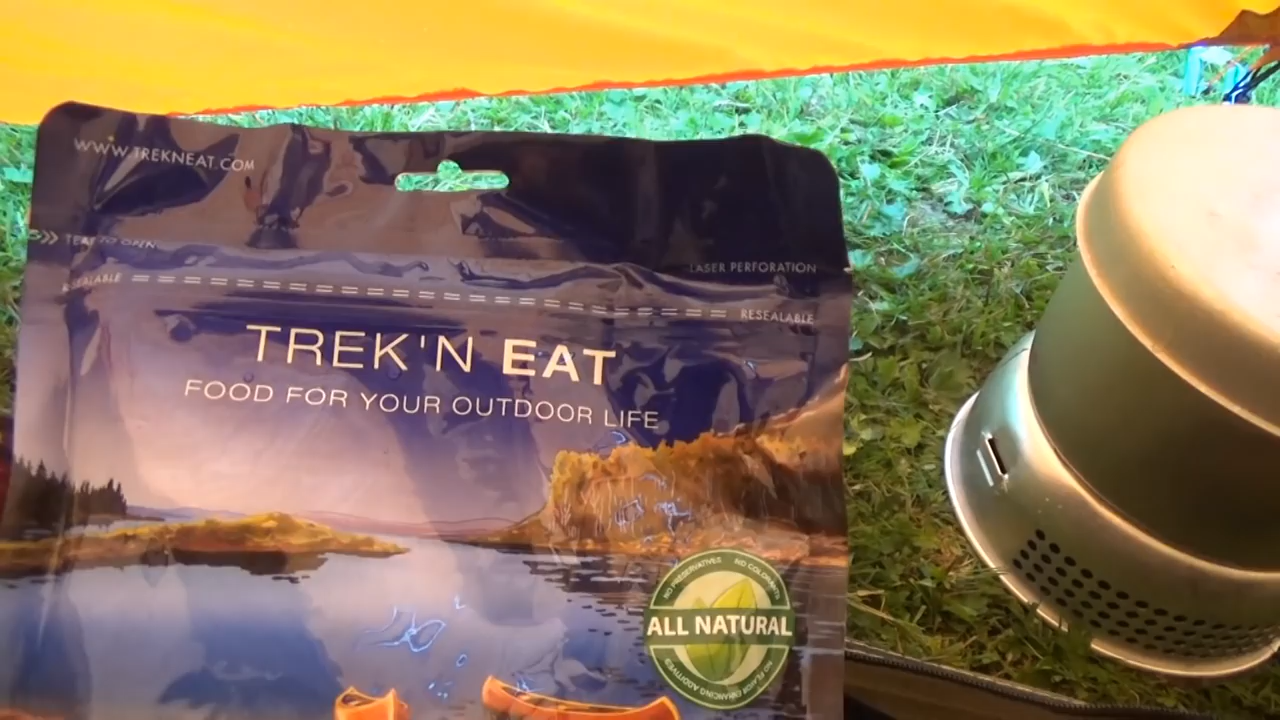 WWW.TREKNEAT.COM
TEAR TO OPEN
LASER PERFORATION
RESEALABLE
RESEALABLE
TREK'N EAT
FOOD FOR YOUR OUTDOOR LIFE
NO PRESERVATIVES NO COLORANTS
ALL NATURAL
NO FLAVOR ENHANCING ADDITIVES